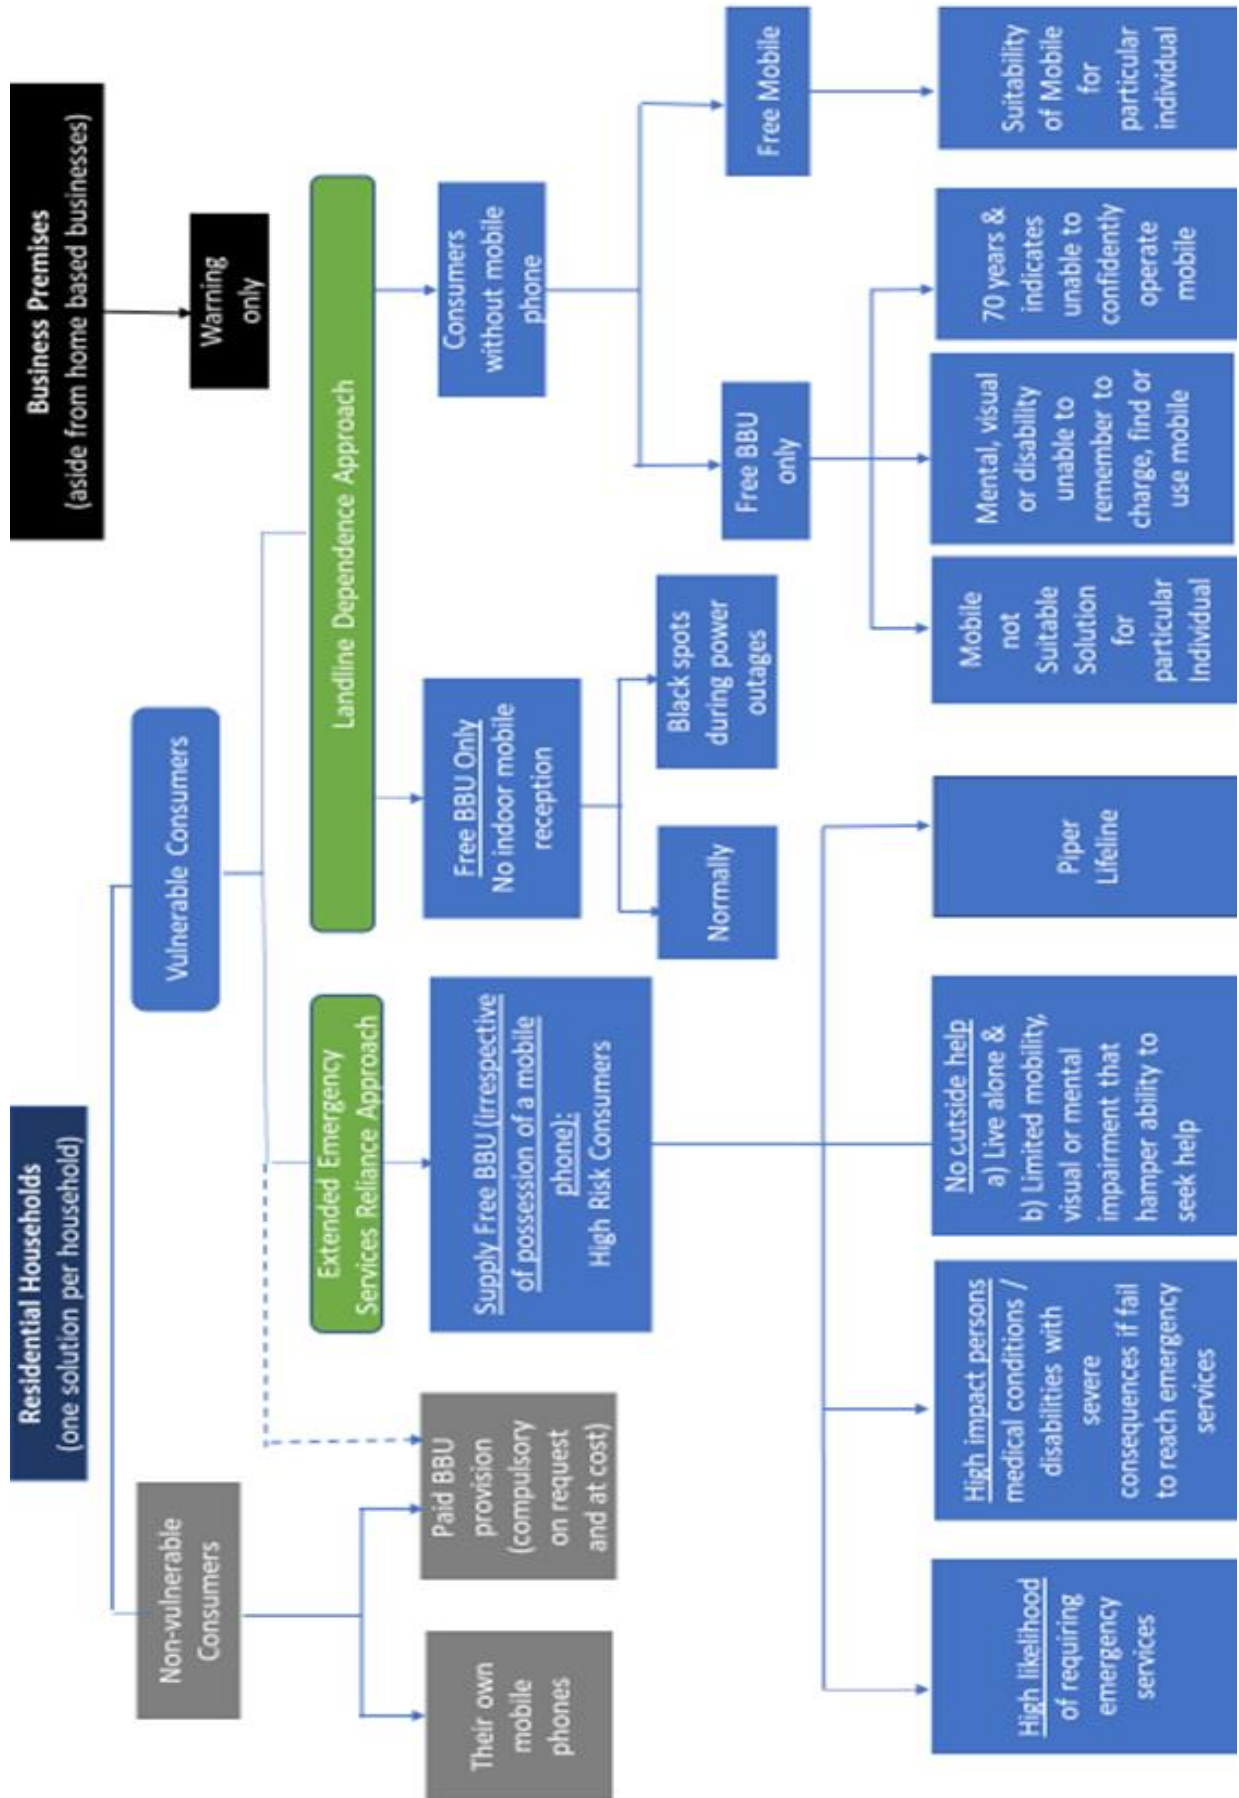 Residential Households
(one solution per household)
Business Premises
(aside from home based businesses)
Non-vulnerable
Consumers
Vulnerable Consumers
Warning
only
Extended Emergency
Services Reliance Approach
Landline Dependence Approach
Their own
mobile
phones
Paid BBU
provision
(compulsory
on request
and at cost)
Supply Free BBU (irrespective
of possession of a mobile
phone):
High Risk Consumers
Free BBU Only
No indoor mobile
reception
Consumers
without mobile
phone
Normally
Black spots
during power
outages
Free BBU
only
Free Mobile
High likelihood
of requiring
emergency
services
High impact persons
medical conditions /
disabilities with
severe
consequences if fail
to reach emergency
services
No outside help
a) Live alone &
b) Limited mobility,
visual or mental
impairment that
hamper ability to
seek help
Piper
Lifeline
Mobile
not
Suitable
Solution
for
particular
Individual
Mental, visual
or disability
unable to
remember to
charge, find or
use mobile
70 years &
indicates
unable to
confidently
operate
mobile
Suitability
of Mobile
for
particular
individual